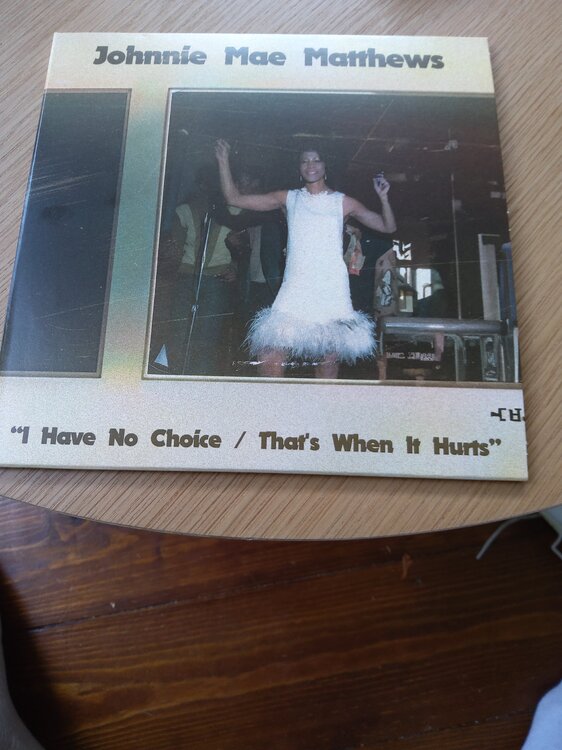 Johnnie Mae Matthews
“I Have No Choice / That's When It Hurts”